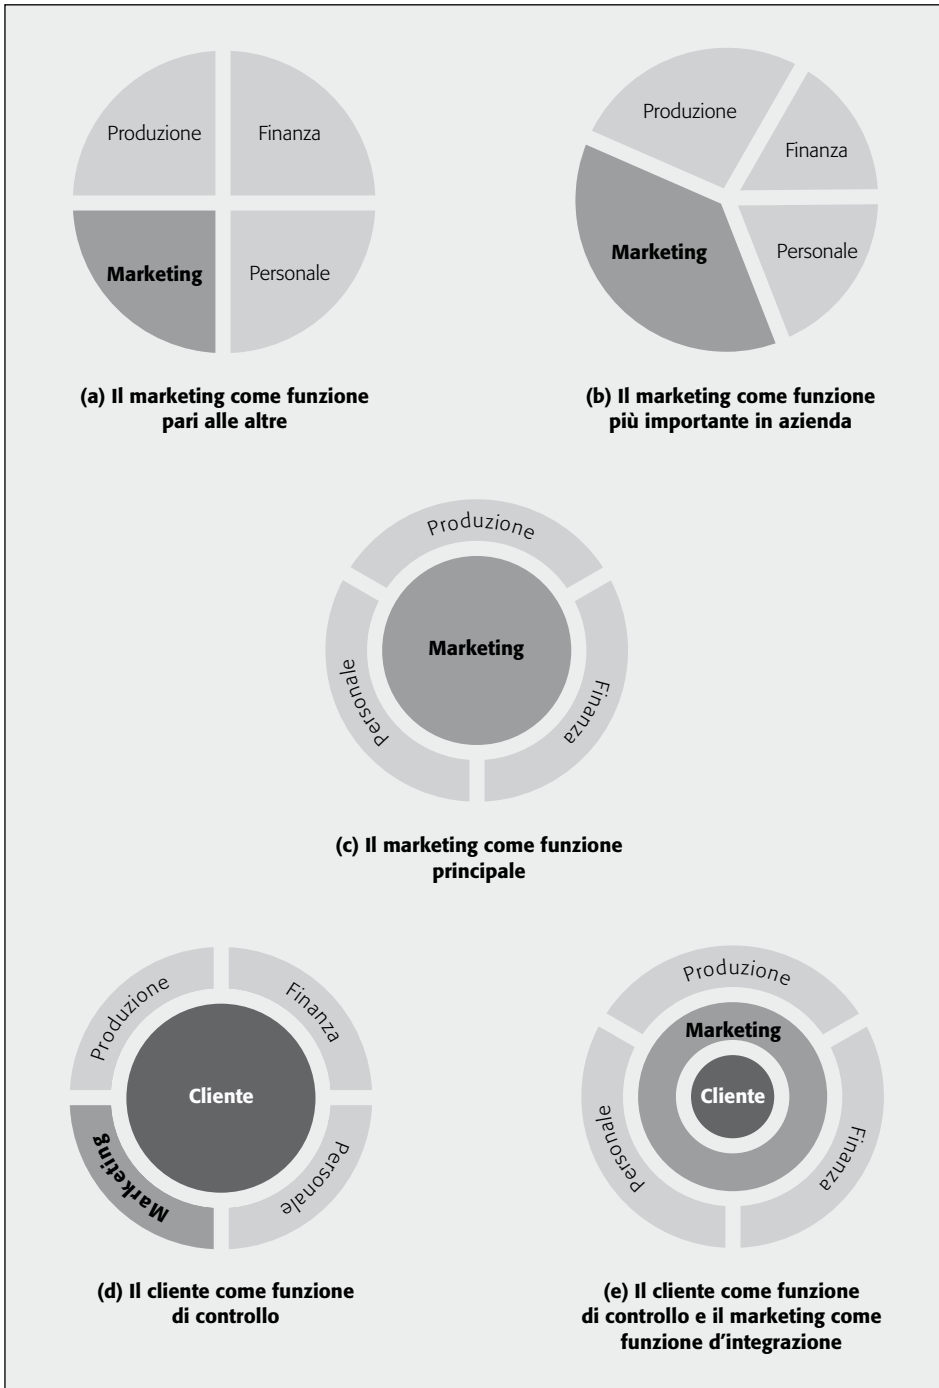 Produzione
Finanza
Marketing
Personale
(a) Il marketing come funzione
pari alle altre
Produzione
Finanza
Marketing
Personale
(b) Il marketing come funzione
più importante in azienda
Produzione
Marketing
Personale
Finanza
(c) Il marketing come funzione
principale
Produzione
Finanza
Cliente
Marketing
Personale
(d) Il cliente come funzione
di controllo
Produzione
Marketing
Cliente
Personale
Finanza
(e) Il cliente come funzione
di controllo e il marketing come
funzione d’integrazione